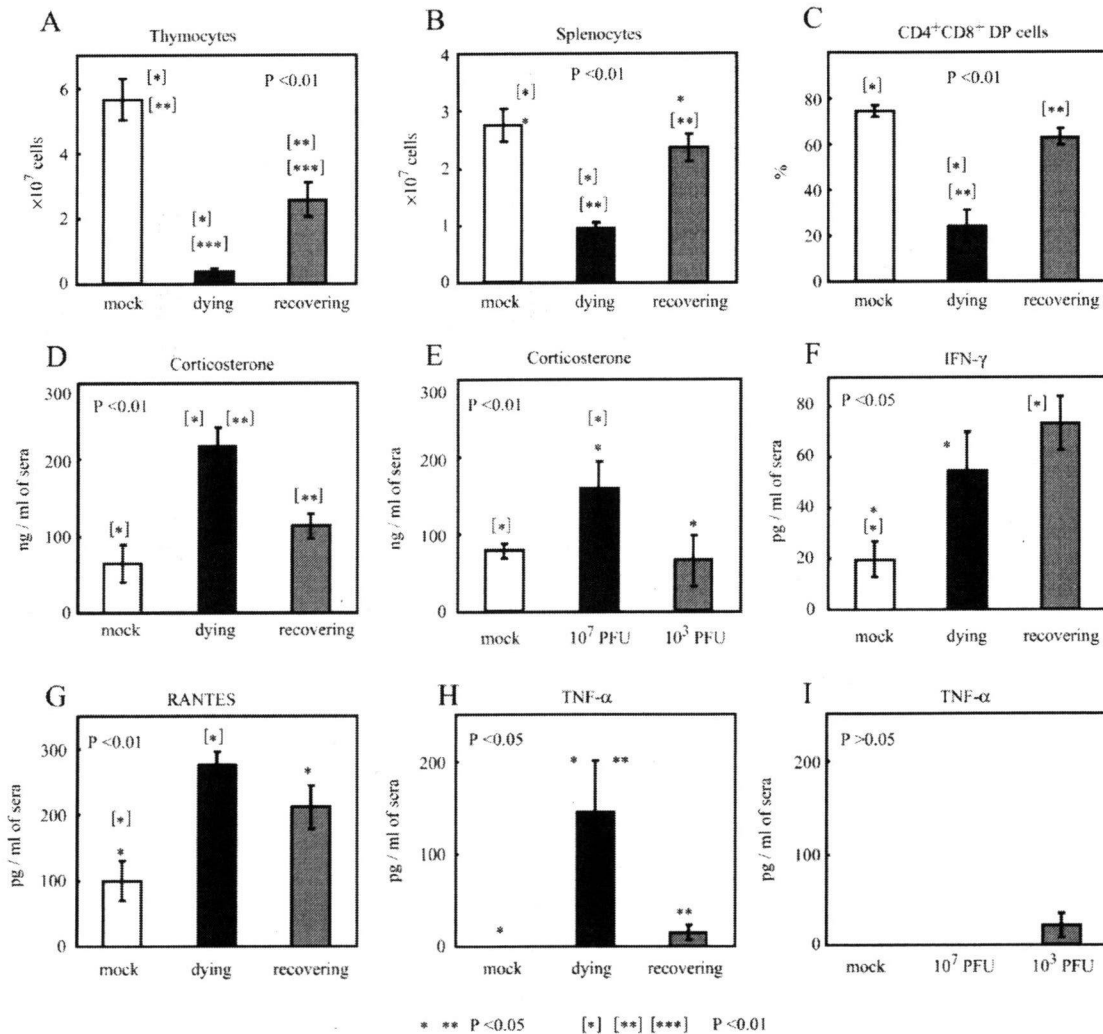 A
Thymocytes
P <0.01
[*]
[**]
[**]
[***]
[*]
[***]
6
4
2
0
×10⁷ cells
mock dying recovering
B
Splenocytes
P <0.01
[*]
*
*
[**]
[*]
[**]
4
3
2
1
0
×10⁷ cells
mock dying recovering
C
CD4⁺CD8⁺ DP cells
P <0.01
[*]
[**]
[*]
[**]
80
60
40
20
0
%
mock dying recovering
D
Corticosterone
P <0.01
[*] [**]
[**]
[*]
300
200
100
0
ng / ml of sera
mock dying recovering
E
Corticosterone
P <0.01
[*]
*
[*]
*
300
200
100
0
ng / ml of sera
mock 10⁷ PFU 10³ PFU
F
IFN-γ
P <0.05
[*]
*
*
[*]
80
60
40
20
0
pg / ml of sera
mock dying recovering
G
RANTES
P <0.01
[*]
*
[*]
*
300
200
100
0
pg / ml of sera
mock dying recovering
H
TNF-α
P <0.05
* **
**
*
200
100
0
pg / ml of sera
mock dying recovering
I
TNF-α
P >0.05
200
100
0
pg / ml of sera
mock 10⁷ PFU 10³ PFU
* ** P <0.05 [*] [**] [***] P <0.01